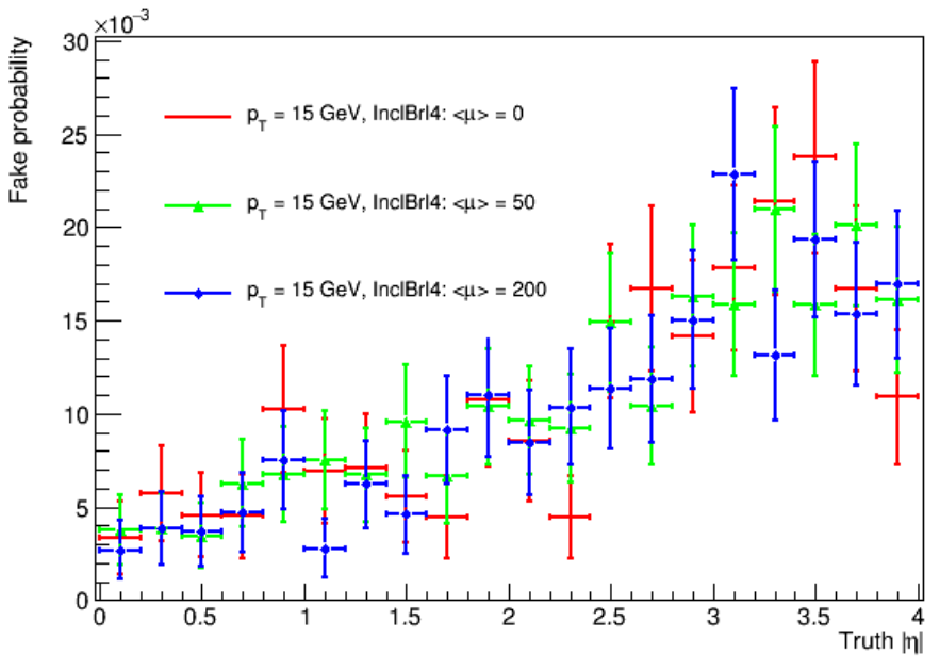 ×10⁻³
Fake probability
30
25
20
15
10
5
0
p_T = 15 GeV, InclBrl4: <μ> = 0
p_T = 15 GeV, InclBrl4: <μ> = 50
p_T = 15 GeV, InclBrl4: <μ> = 200
0 0.5 1 1.5 2 2.5 3 3.5 4
Truth |η|